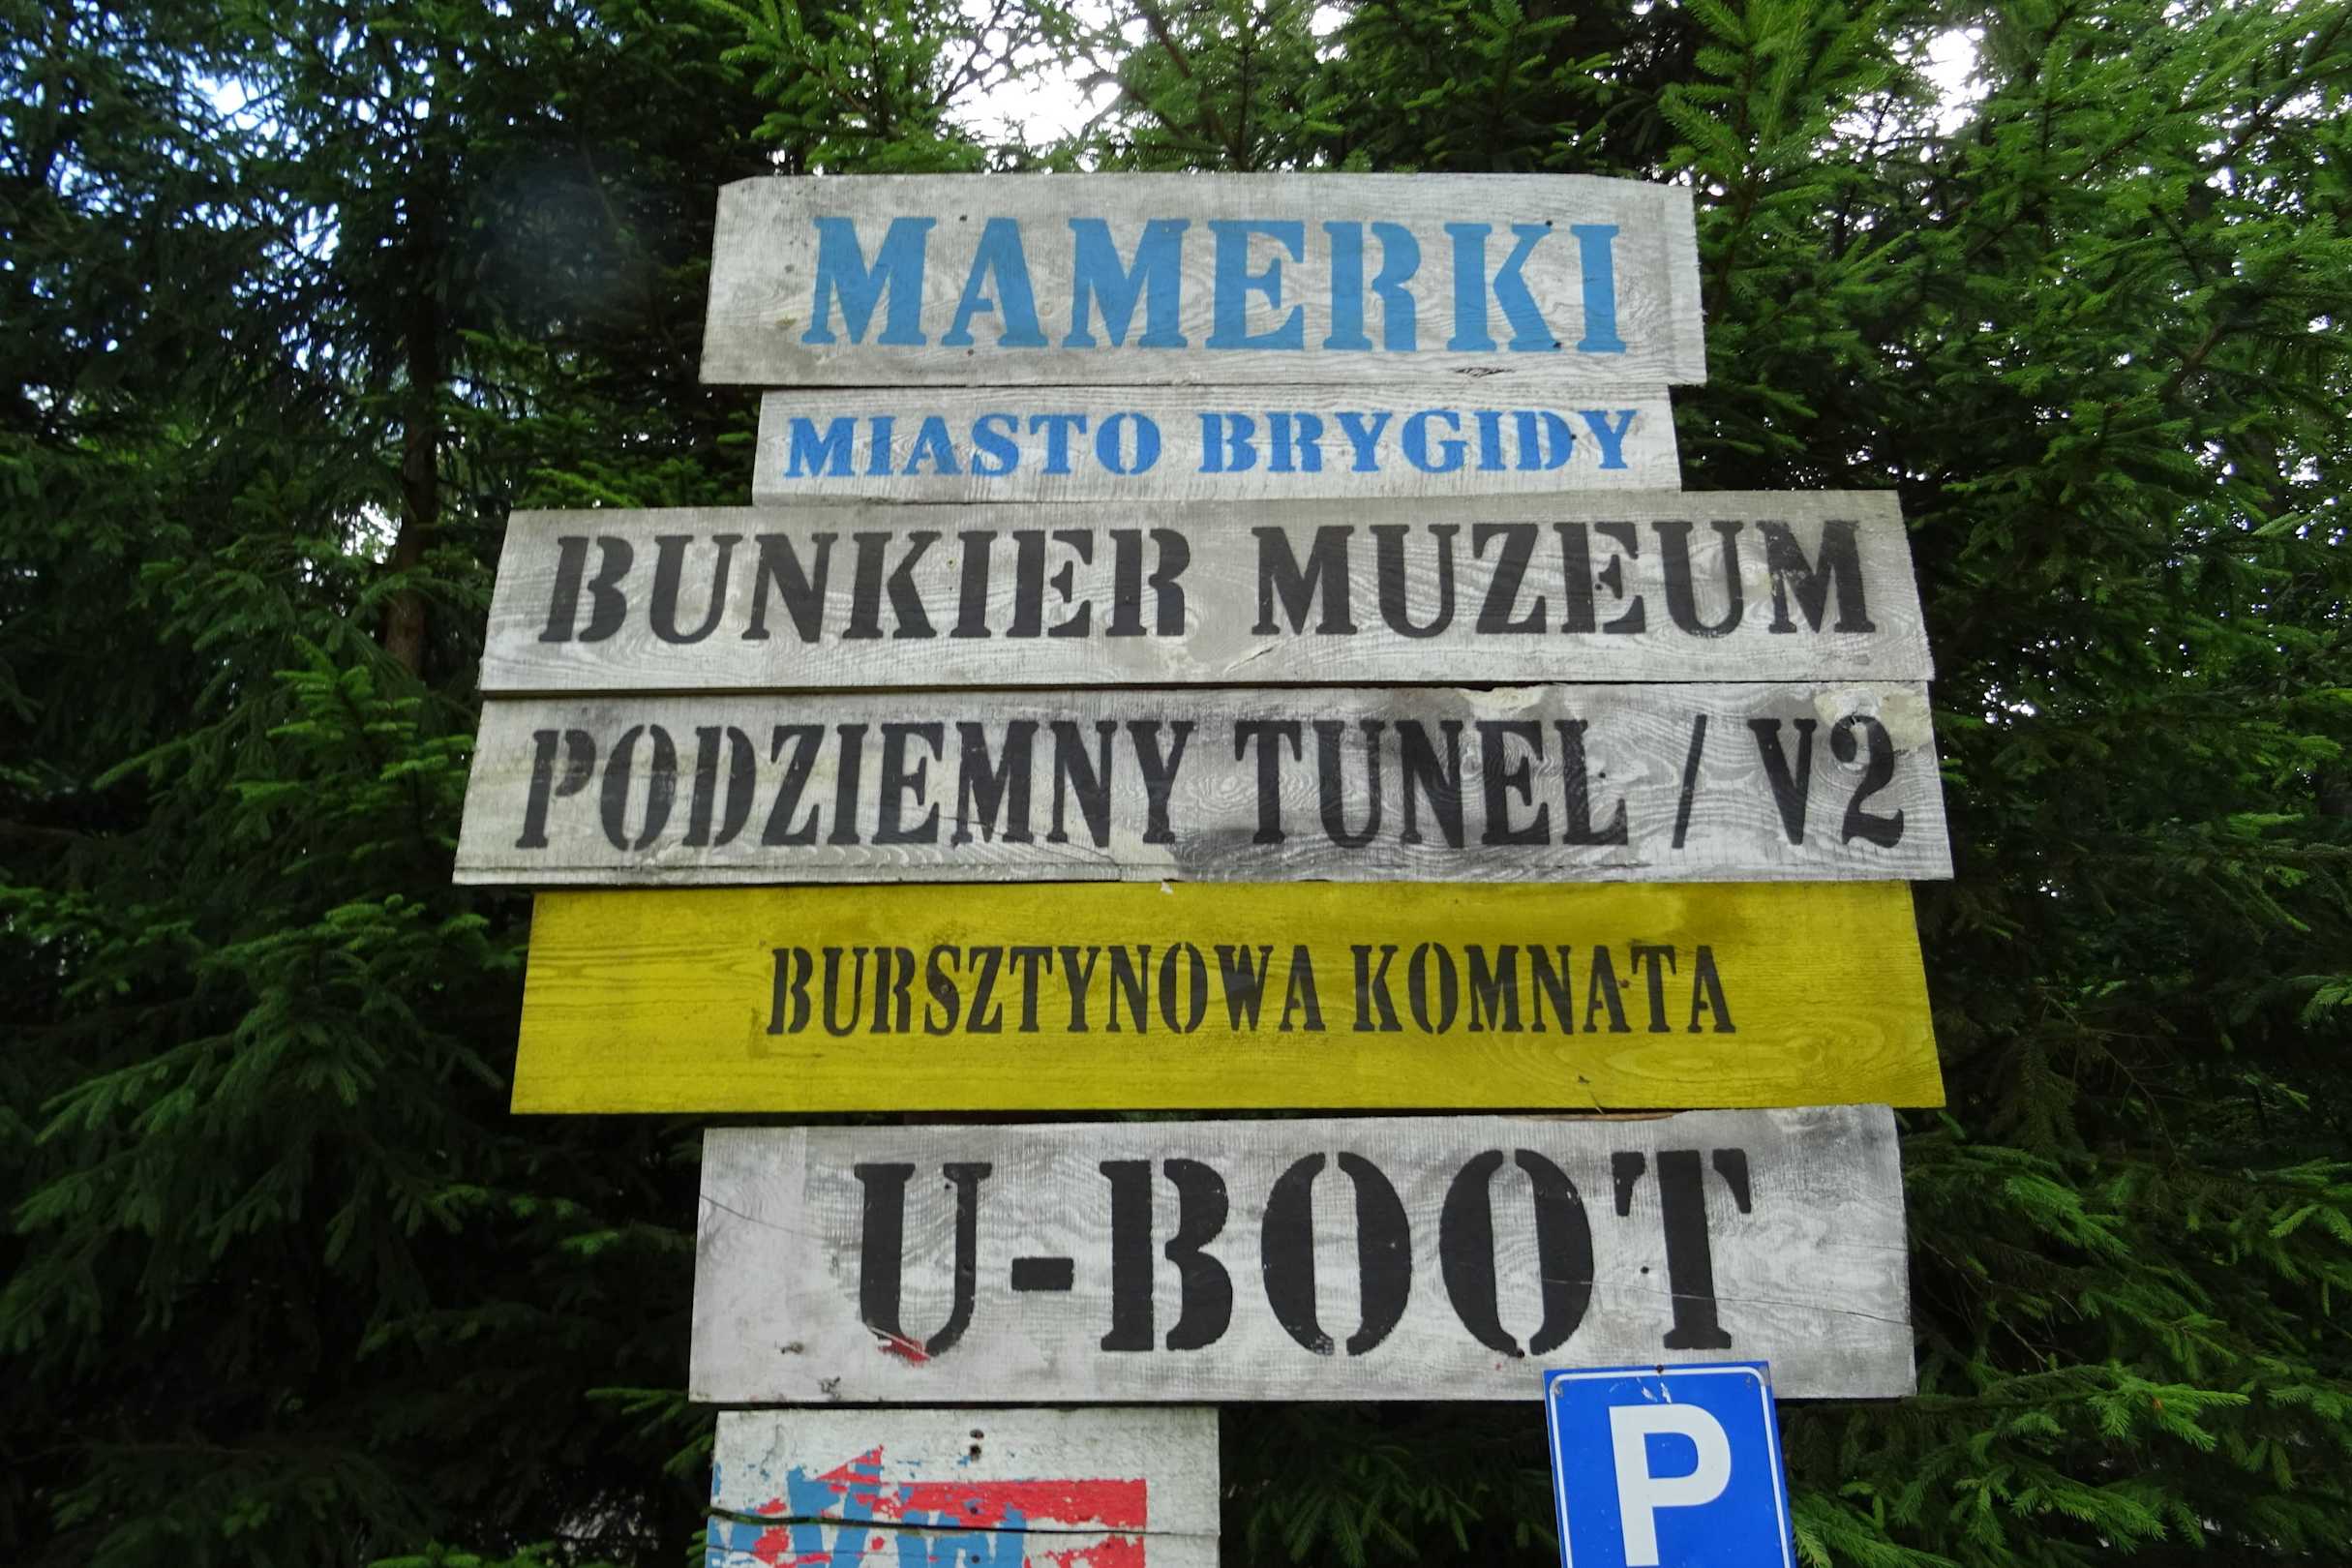 MAMERKI
MIASTO BRYGIDY
BUNKIER MUZEUM
PODZIEMNY TUNEL / V2
BURSZTYNOWA KOMNATA
U-BOOT
P